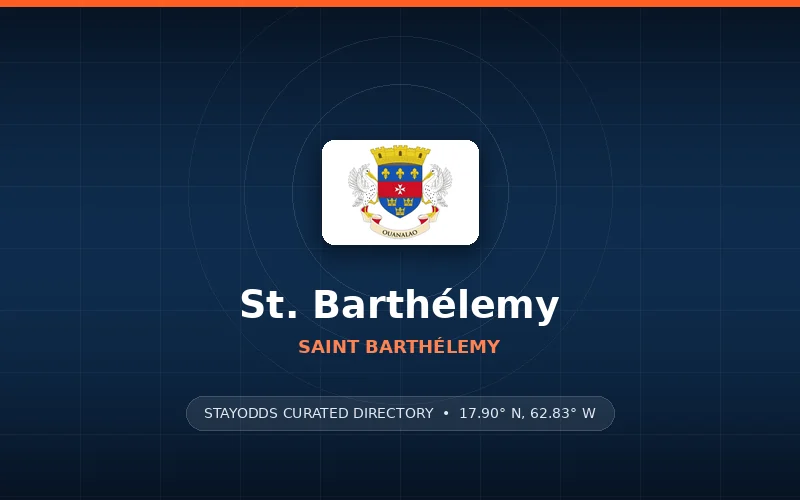 OUANALAO
St. Barthélemy
SAINT BARTHÉLEMY
STAYODDS CURATED DIRECTORY • 17.90° N, 62.83° W